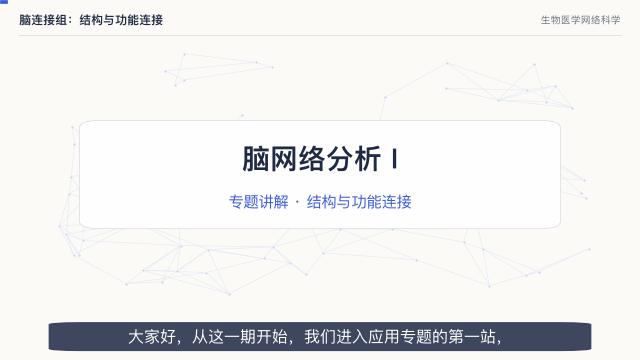 脑连接组：结构与功能连接
生物医学网络科学
脑网络分析 I
专题讲解 · 结构与功能连接
大家好，从这一期开始，我们进入应用专题的第一站，